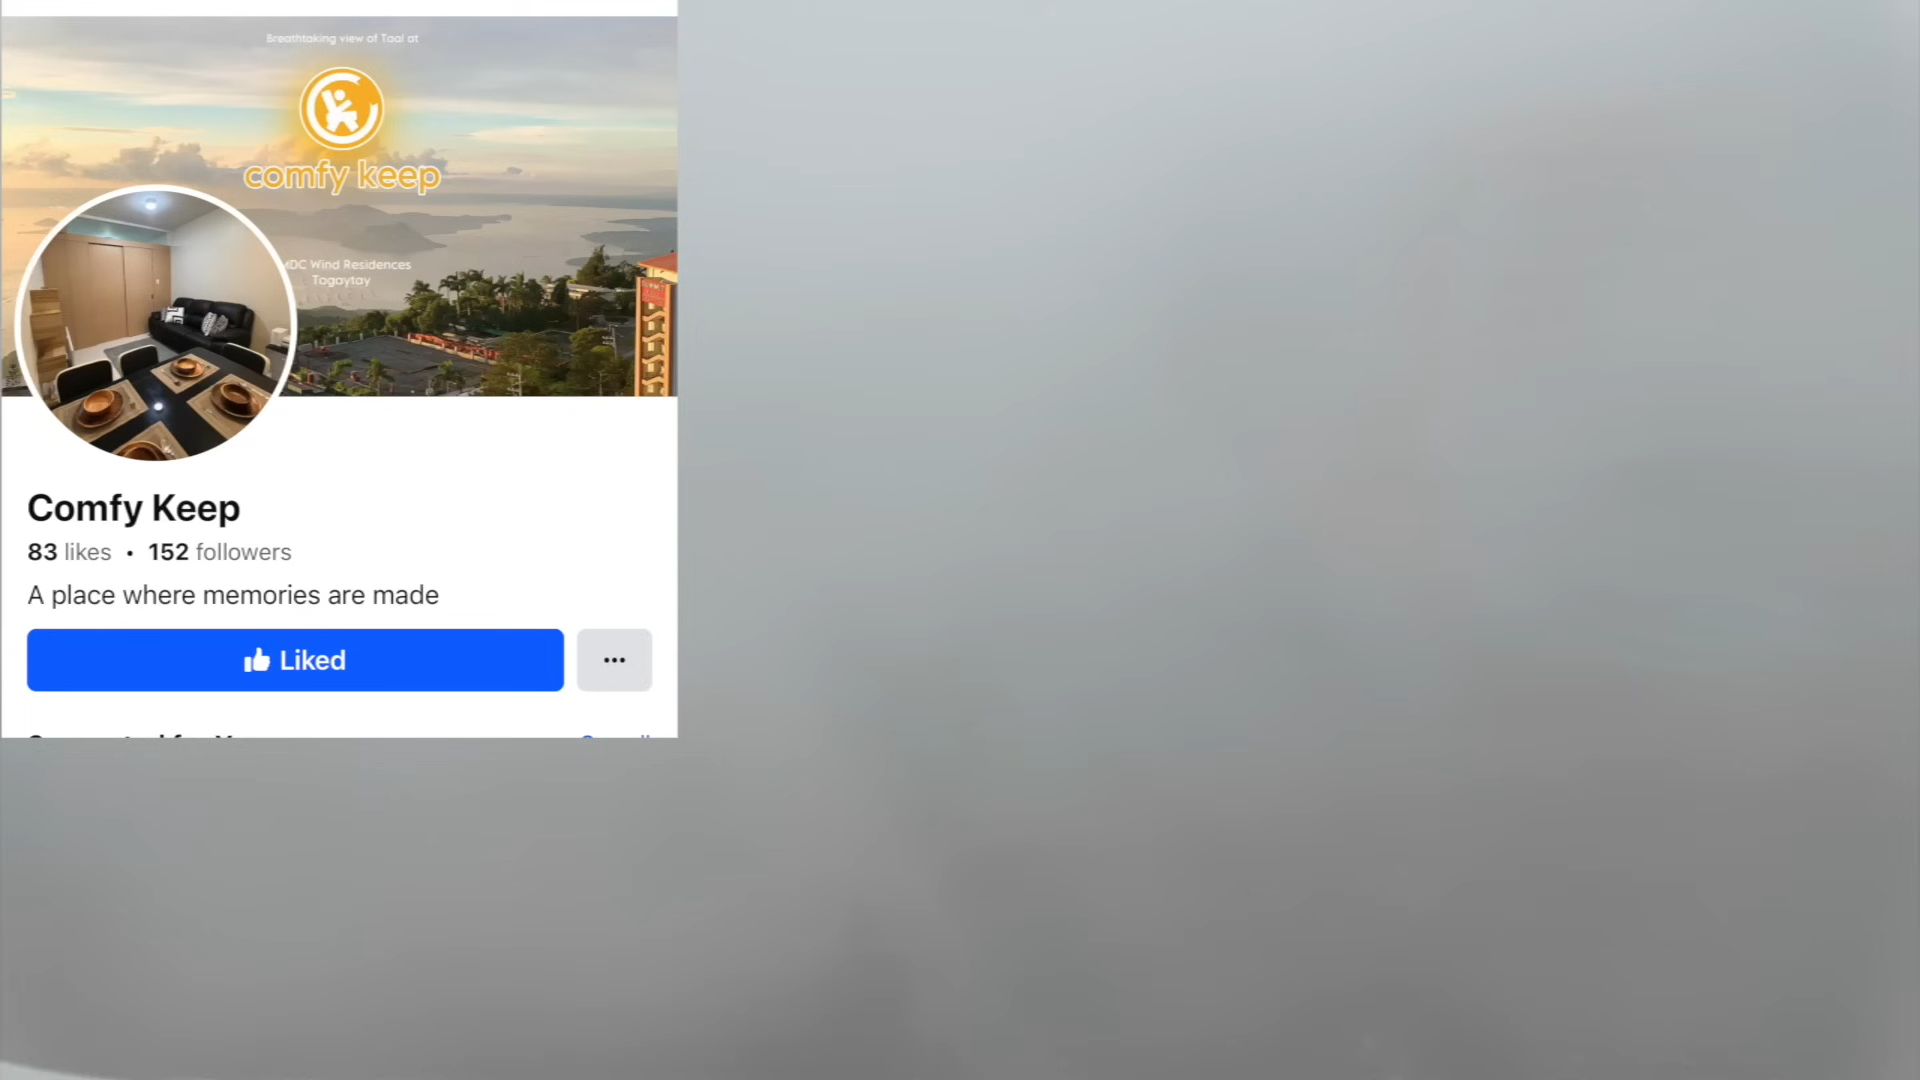 Breathtaking view of Taal at
comfy keep
Wind Residences
Tagaytay
Comfy Keep
83 likes • 152 followers
A place where memories are made
Liked